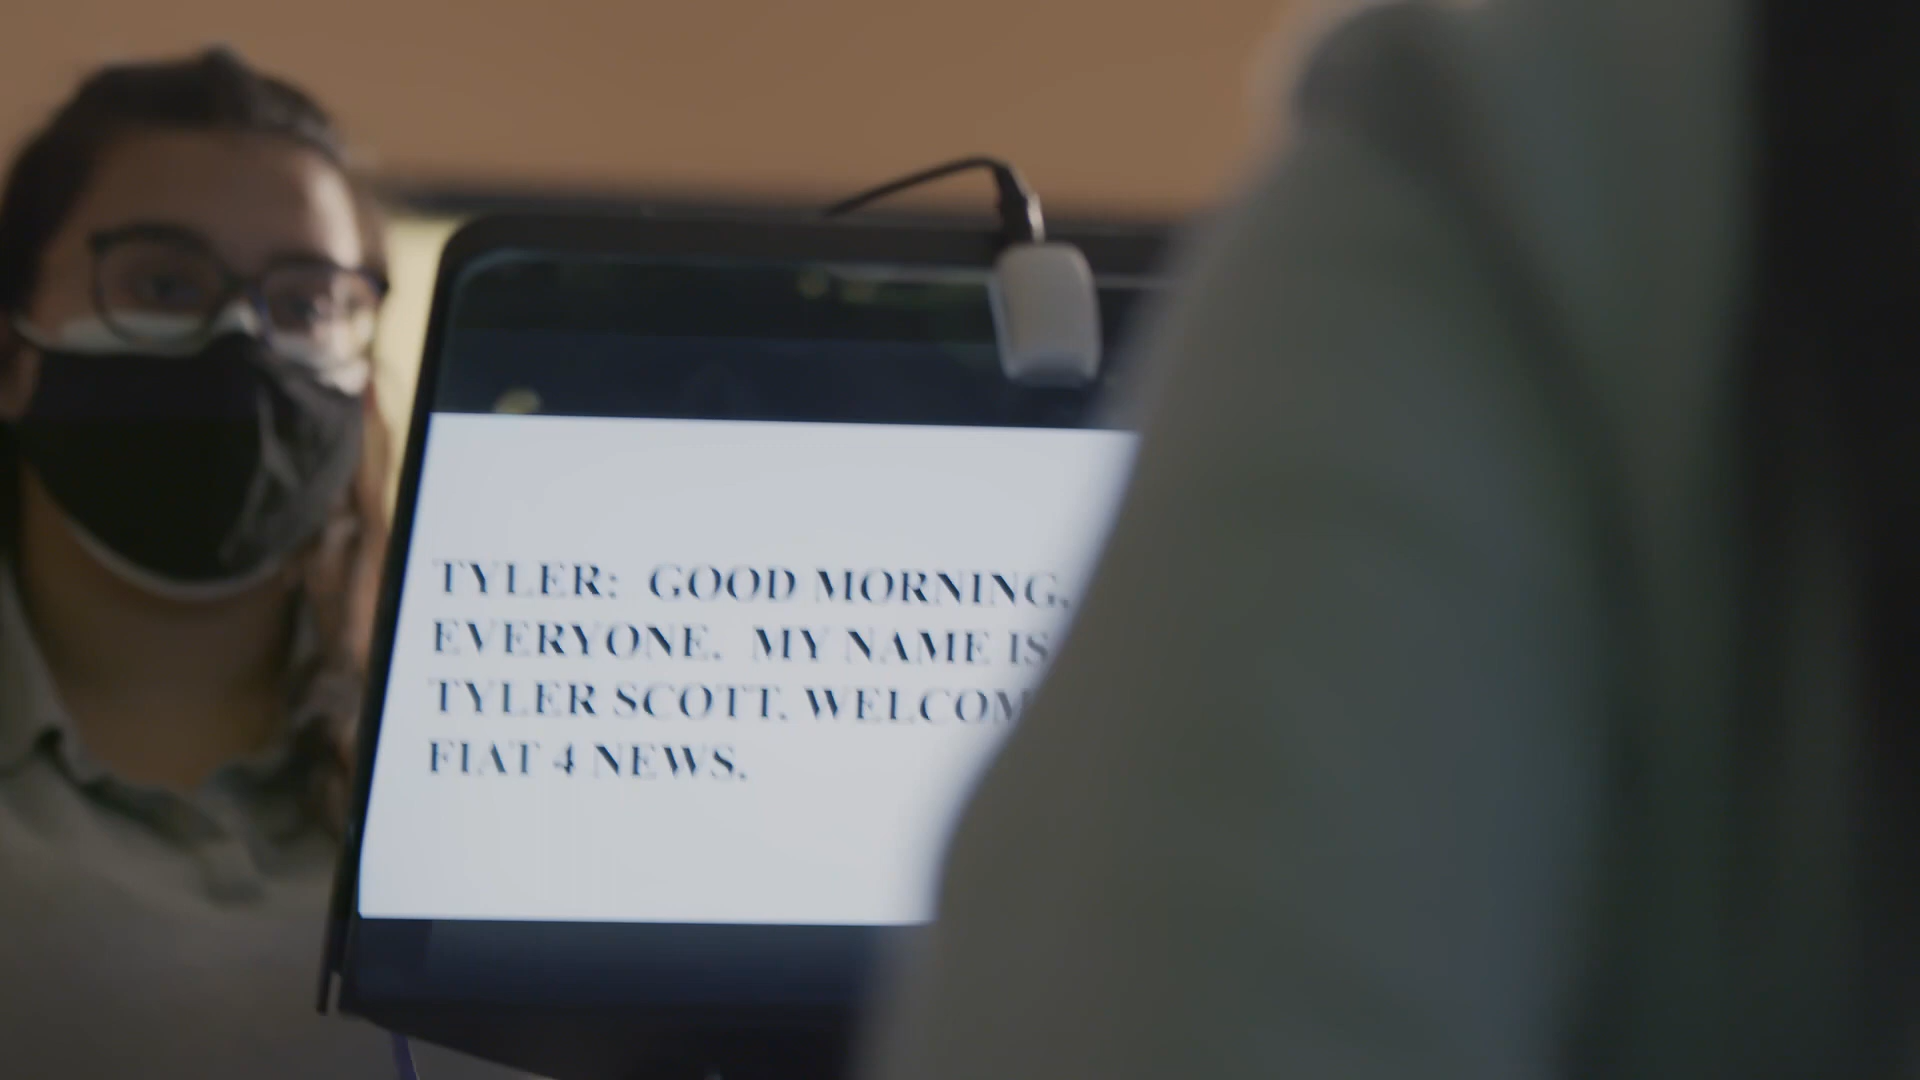 TYLER: GOOD MORNING,
EVERYONE. MY NAME IS
TYLER SCOTT. WELCOM
FIAT 4 NEWS.